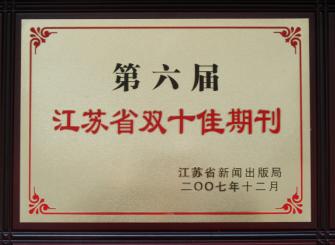 第六届
江苏省双十佳期刊
江苏省新闻出版局
二〇〇七年十二月